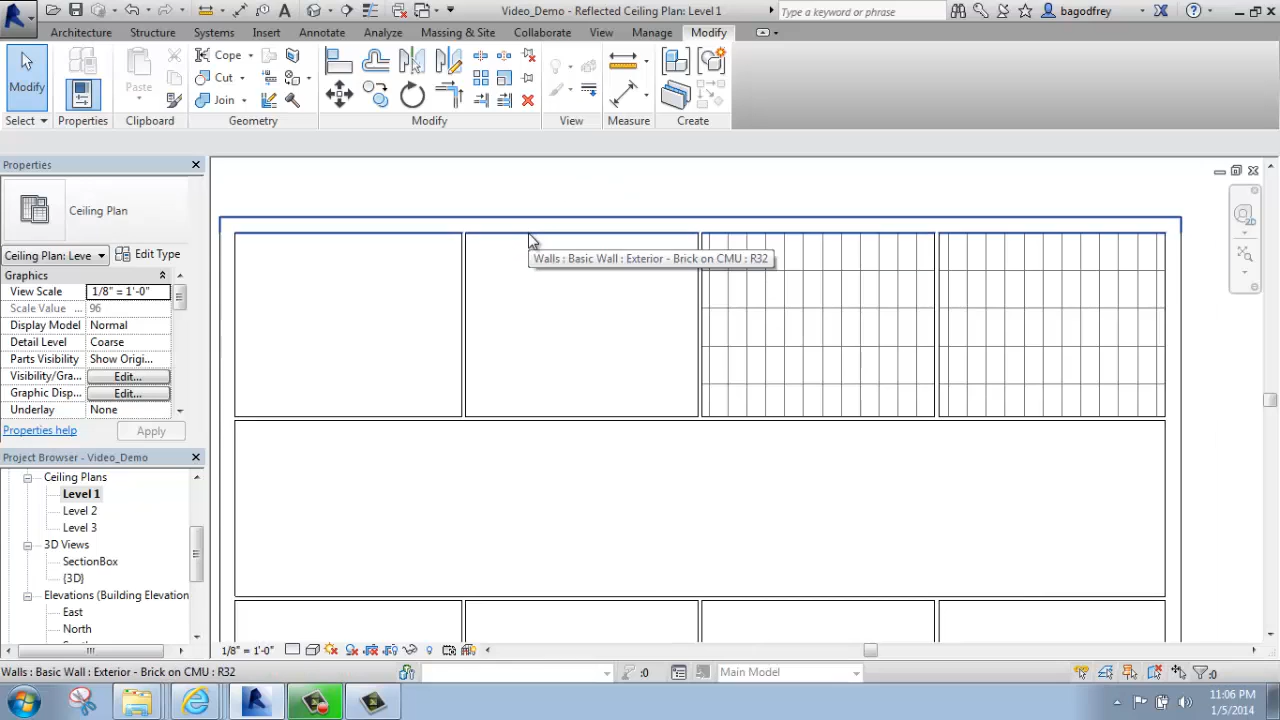 Video_Demo - Reflected Ceiling Plan: Level 1
Type a keyword or phrase
bagodfrey
Architecture Structure Systems Insert Annotate Analyze Massing & Site Collaborate View Manage Modify
Modify
Paste
Cope
Cut
Join
Select Properties Clipboard Geometry Modify View Measure Create
Properties
Ceiling Plan
Ceiling Plan: Leve Edit Type
Graphics
View Scale 1/8" = 1'-0"
Scale Value ... 96
Display Model Normal
Detail Level Coarse
Parts Visibility Show Origi...
Visibility/Gra... Edit...
Graphic Disp... Edit...
Underlay None
Properties help Apply
Walls : Basic Wall : Exterior - Brick on CMU : R32
Project Browser - Video_Demo
Ceiling Plans
Level 1
Level 2
Level 3
3D Views
SectionBox
{3D}
Elevations (Building Elevation
East
North
1/8" = 1'-0"
Walls : Basic Wall : Exterior - Brick on CMU : R32
:0
Main Model
:0
2D
11:06 PM
1/5/2014